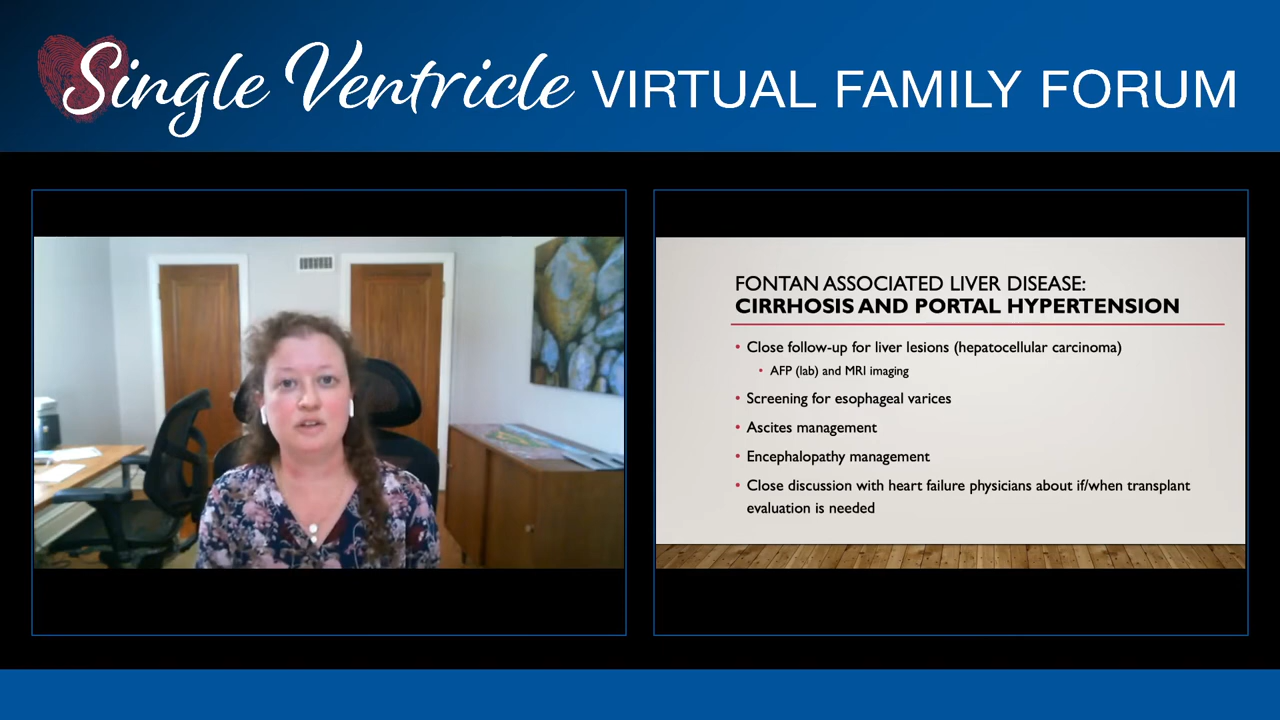 Single Ventricle VIRTUAL FAMILY FORUM
FONTAN ASSOCIATED LIVER DISEASE:
CIRRHOSIS AND PORTAL HYPERTENSION
• Close follow-up for liver lesions (hepatocellular carcinoma)
• AFP (lab) and MRI imaging
• Screening for esophageal varices
• Ascites management
• Encephalopathy management
• Close discussion with heart failure physicians about if/when transplant
evaluation is needed